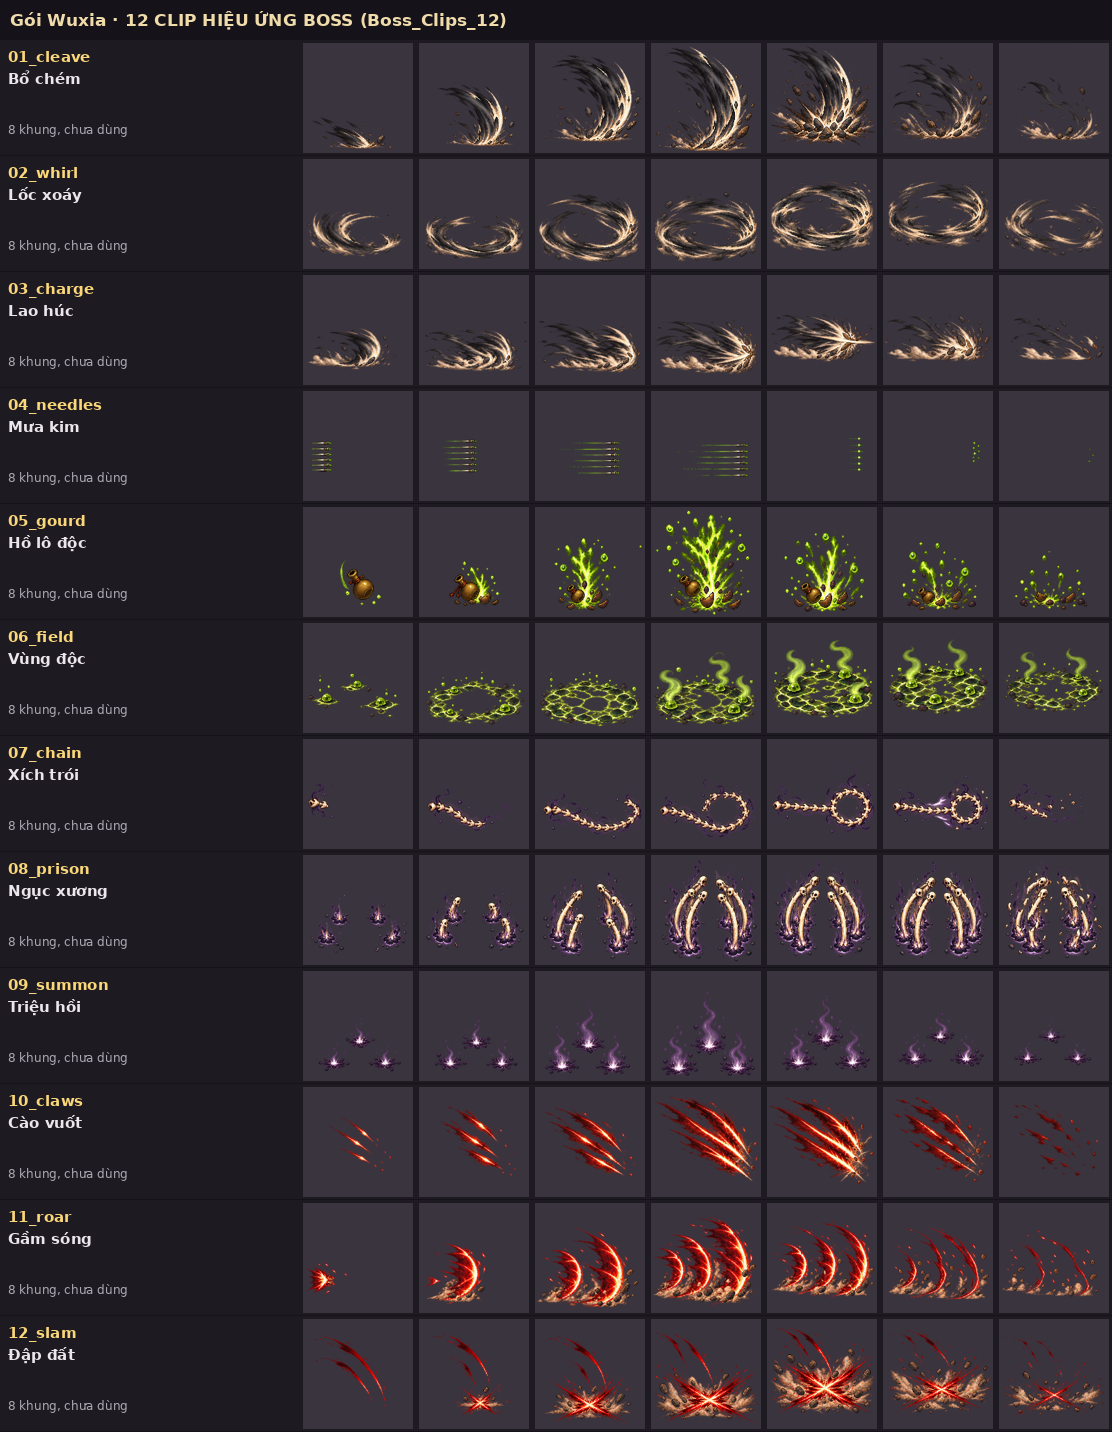 Gói Wuxia · 12 CLIP HIỆU ỨNG BOSS (Boss_Clips_12)
01_cleave
Bổ chém
8 khung, chưa dùng
02_whirl
Lốc xoáy
8 khung, chưa dùng
03_charge
Lao húc
8 khung, chưa dùng
04_needles
Mưa kim
8 khung, chưa dùng
05_gourd
Hồ lô độc
8 khung, chưa dùng
06_field
Vùng độc
8 khung, chưa dùng
07_chain
Xích trói
8 khung, chưa dùng
08_prison
Ngục xương
8 khung, chưa dùng
09_summon
Triệu hồi
8 khung, chưa dùng
10_claws
Cào vuốt
8 khung, chưa dùng
11_roar
Gầm sóng
8 khung, chưa dùng
12_slam
Đập đất
8 khung, chưa dùng